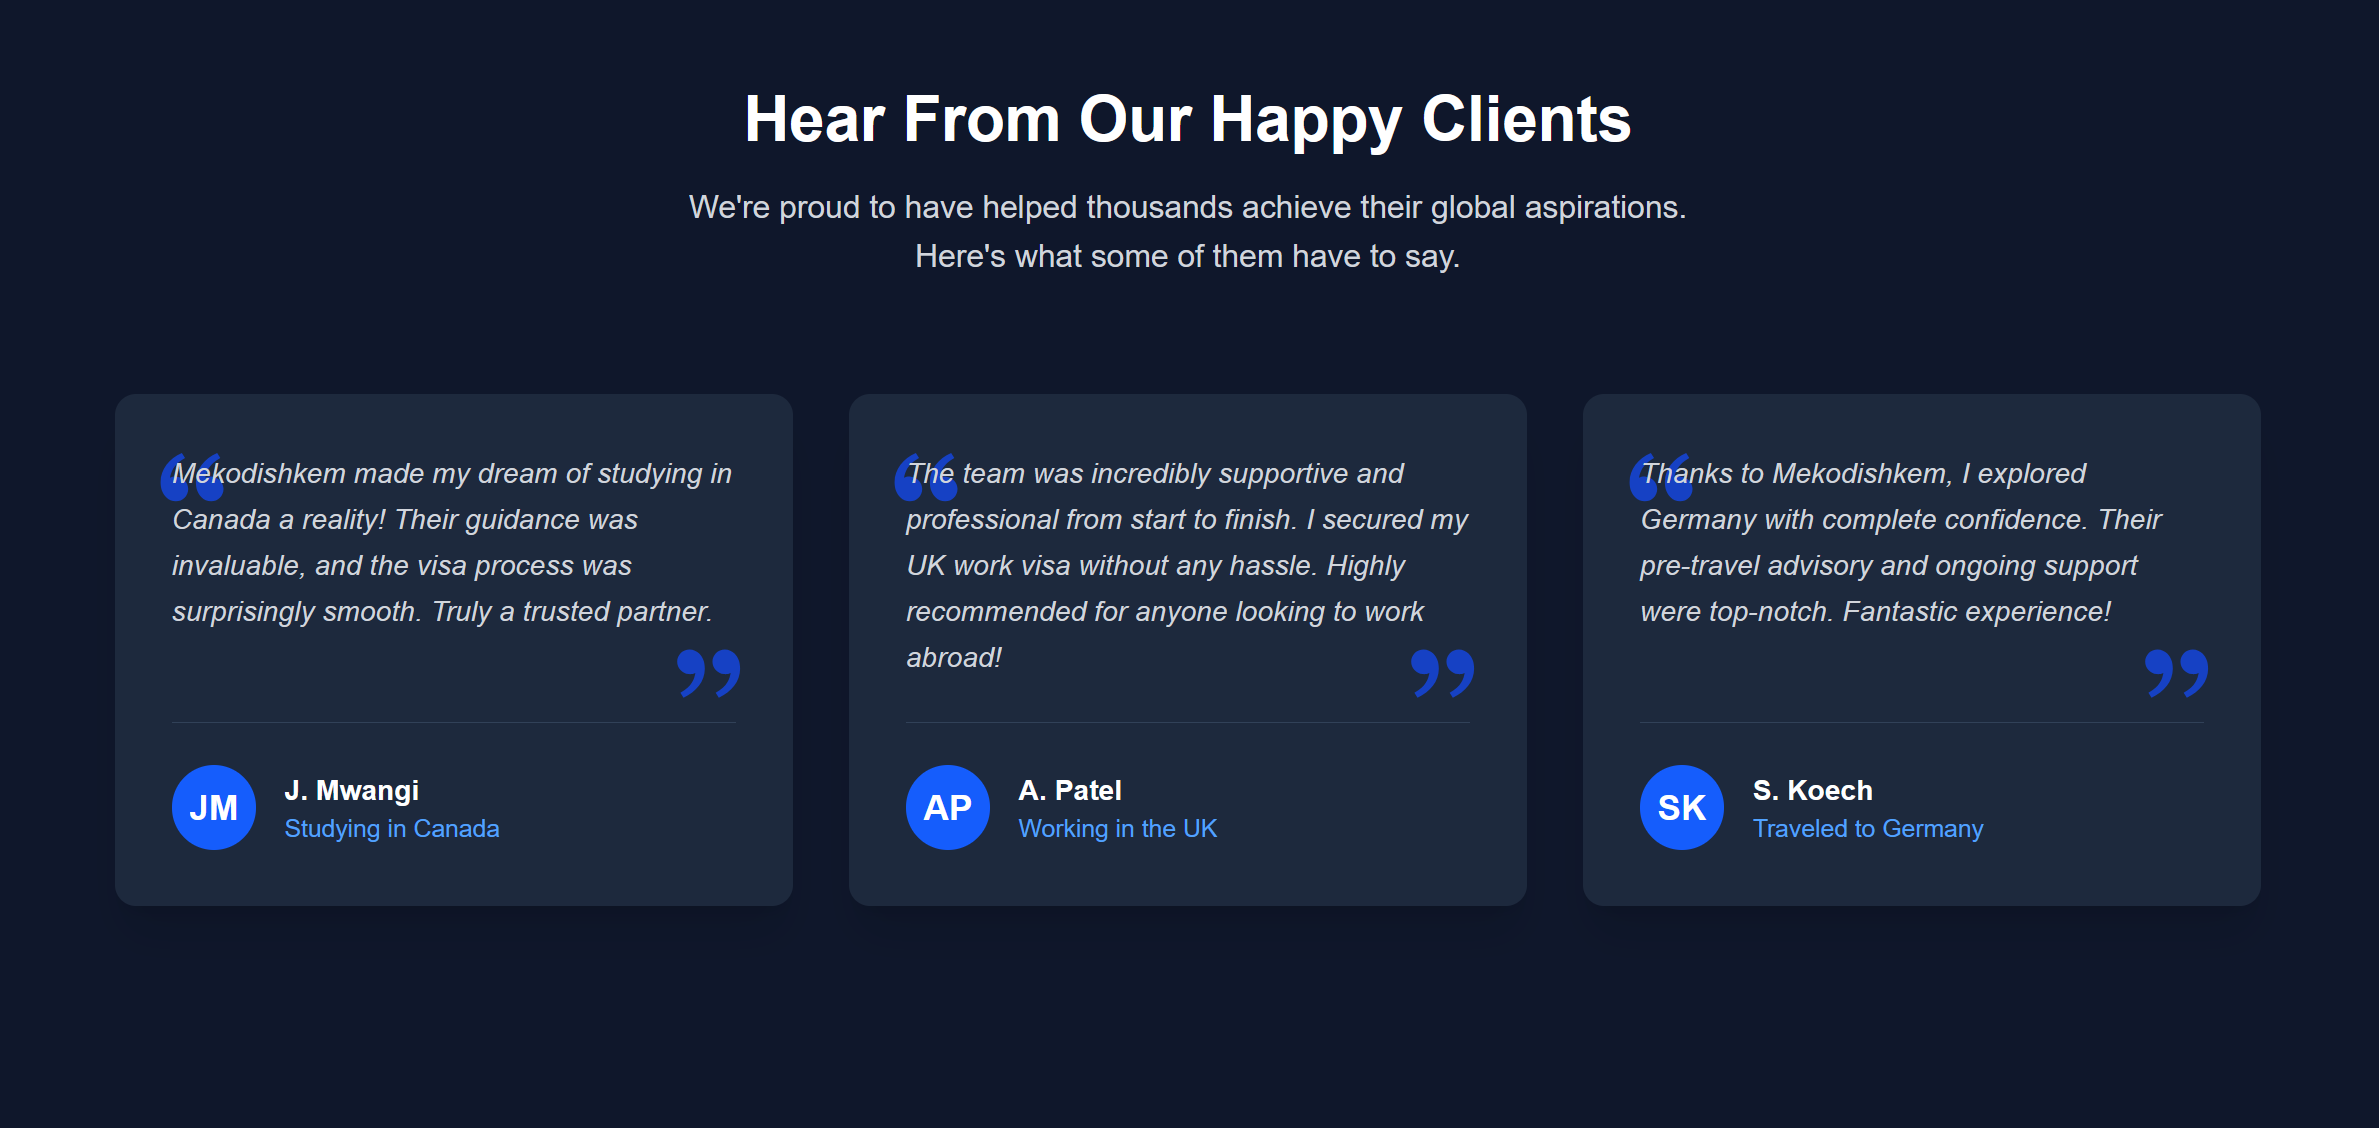 Hear From Our Happy Clients
We're proud to have helped thousands achieve their global aspirations.
Here's what some of them have to say.
“
Mekodishkem made my dream of studying in
Canada a reality! Their guidance was
invaluable, and the visa process was
surprisingly smooth. Truly a trusted partner.
”
JM
J. Mwangi
Studying in Canada
“
The team was incredibly supportive and
professional from start to finish. I secured my
UK work visa without any hassle. Highly
recommended for anyone looking to work
abroad!
”
AP
A. Patel
Working in the UK
“
Thanks to Mekodishkem, I explored
Germany with complete confidence. Their
pre-travel advisory and ongoing support
were top-notch. Fantastic experience!
”
SK
S. Koech
Traveled to Germany